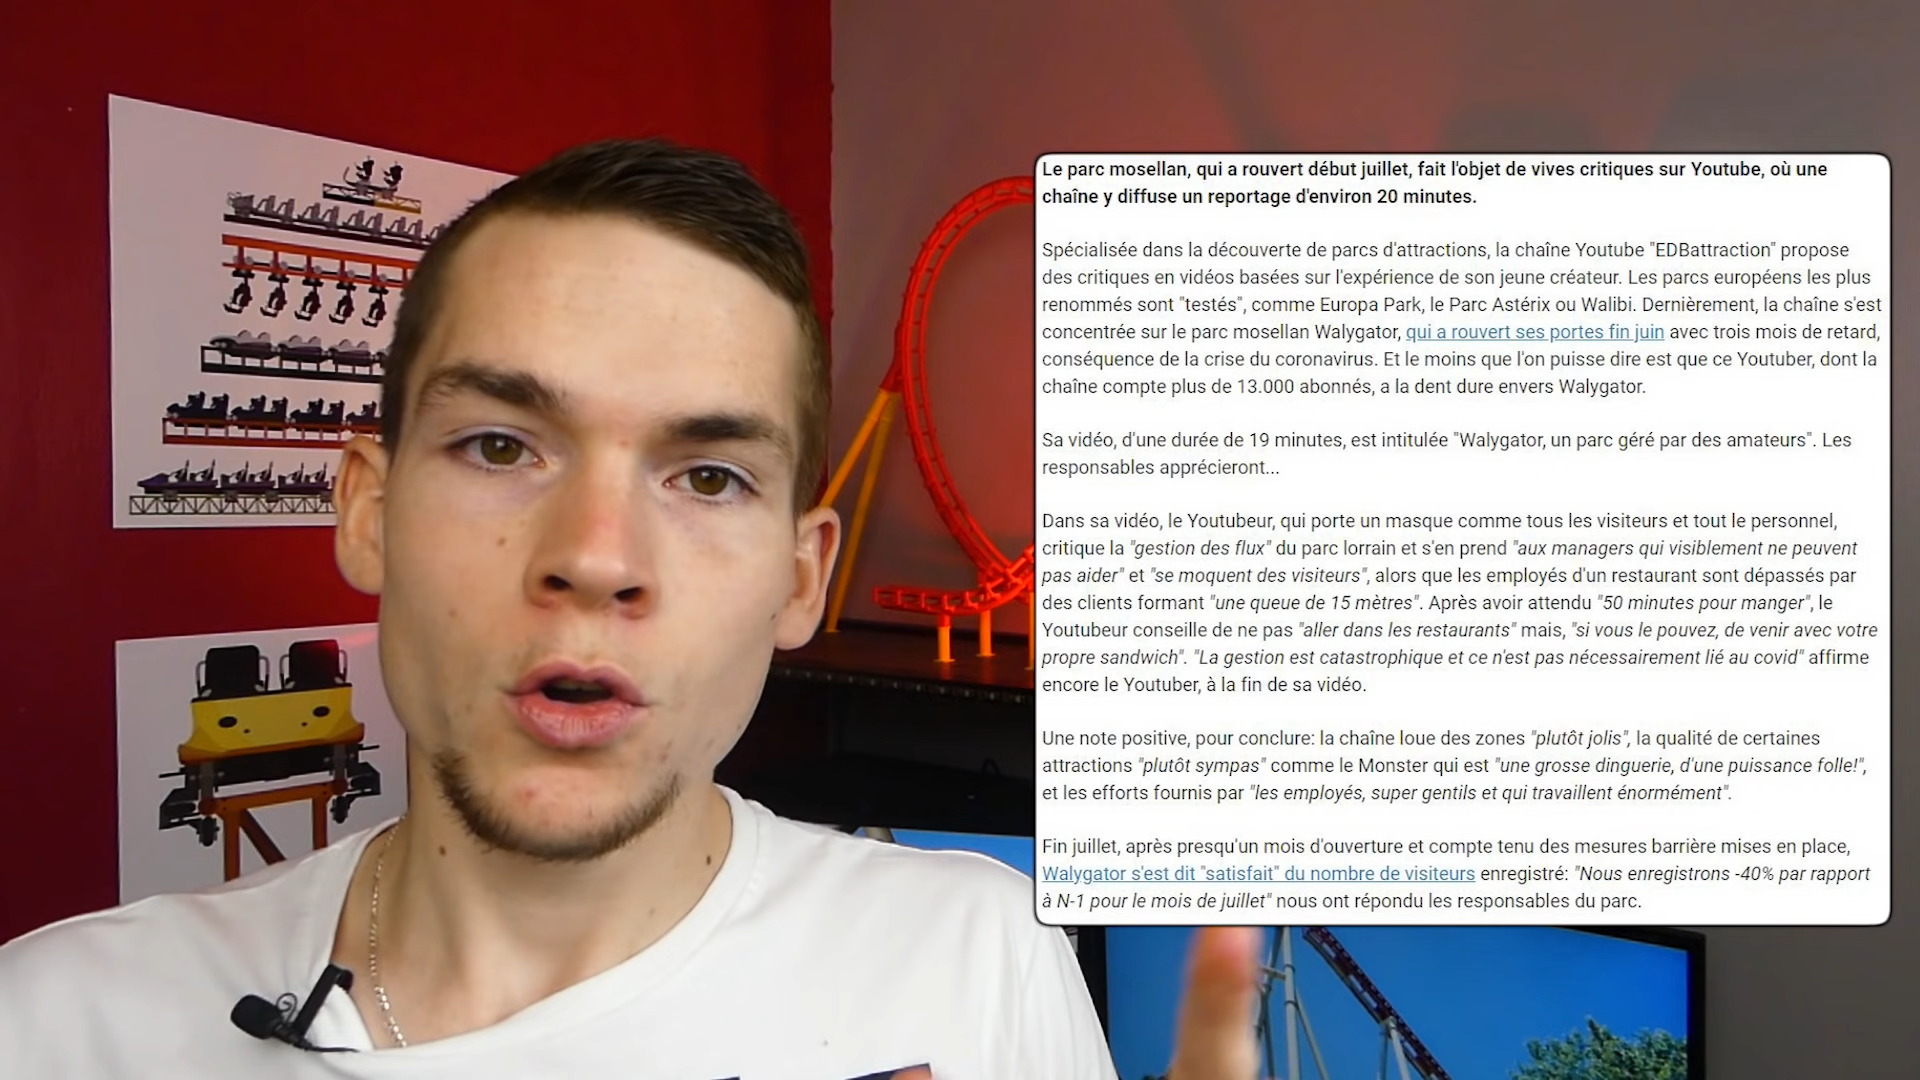 Le parc mosellan, qui a rouvert début juillet, fait l'objet de vives critiques sur Youtube, où une
chaîne y diffuse un reportage d'environ 20 minutes.
Spécialisée dans la découverte de parcs d'attractions, la chaîne Youtube "EDBattraction" propose
des critiques en vidéos basées sur l'expérience de son jeune créateur. Les parcs européens les plus
renommés sont "testés", comme Europa Park, le Parc Astérix ou Walibi. Dernièrement, la chaîne s'est
concentrée sur le parc mosellan Walygator, qui a rouvert ses portes fin juin avec trois mois de retard,
conséquence de la crise du coronavirus. Et le moins que l'on puisse dire est que ce Youtuber, dont la
chaîne compte plus de 13.000 abonnés, a la dent dure envers Walygator.
Sa vidéo, d'une durée de 19 minutes, est intitulée "Walygator, un parc géré par des amateurs". Les
responsables apprécieront...
Dans sa vidéo, le Youtubeur, qui porte un masque comme tous les visiteurs et tout le personnel,
critique la "gestion des flux" du parc lorrain et s'en prend "aux managers qui visiblement ne peuvent
pas aider" et "se moquent des visiteurs", alors que les employés d'un restaurant sont dépassés par
des clients formant "une queue de 15 mètres". Après avoir attendu "50 minutes pour manger", le
Youtubeur conseille de ne pas "aller dans les restaurants" mais, "si vous le pouvez, de venir avec votre
propre sandwich". "La gestion est catastrophique et ce n'est pas nécessairement lié au covid" affirme
encore le Youtuber, à la fin de sa vidéo.
Une note positive, pour conclure: la chaîne loue des zones "plutôt jolis", la qualité de certaines
attractions "plutôt sympas" comme le Monster qui est "une grosse dinguerie, d'une puissance folle!",
et les efforts fournis par "les employés, super gentils et qui travaillent énormément".
Fin juillet, après presqu'un mois d'ouverture et compte tenu des mesures barrière mises en place,
Walygator s'est dit "satisfait" du nombre de visiteurs enregistré: "Nous enregistrons -40% par rapport
à N-1 pour le mois de juillet" nous ont répondu les responsables du parc.